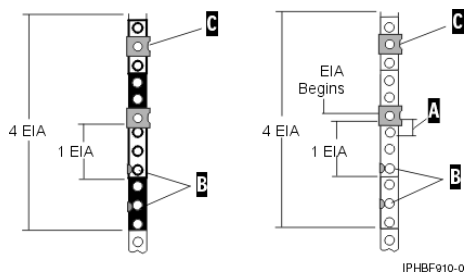 C
4 EIA
1 EIA
B
C
EIA
Begins
A
4 EIA
1 EIA
B
IPHBF910-0